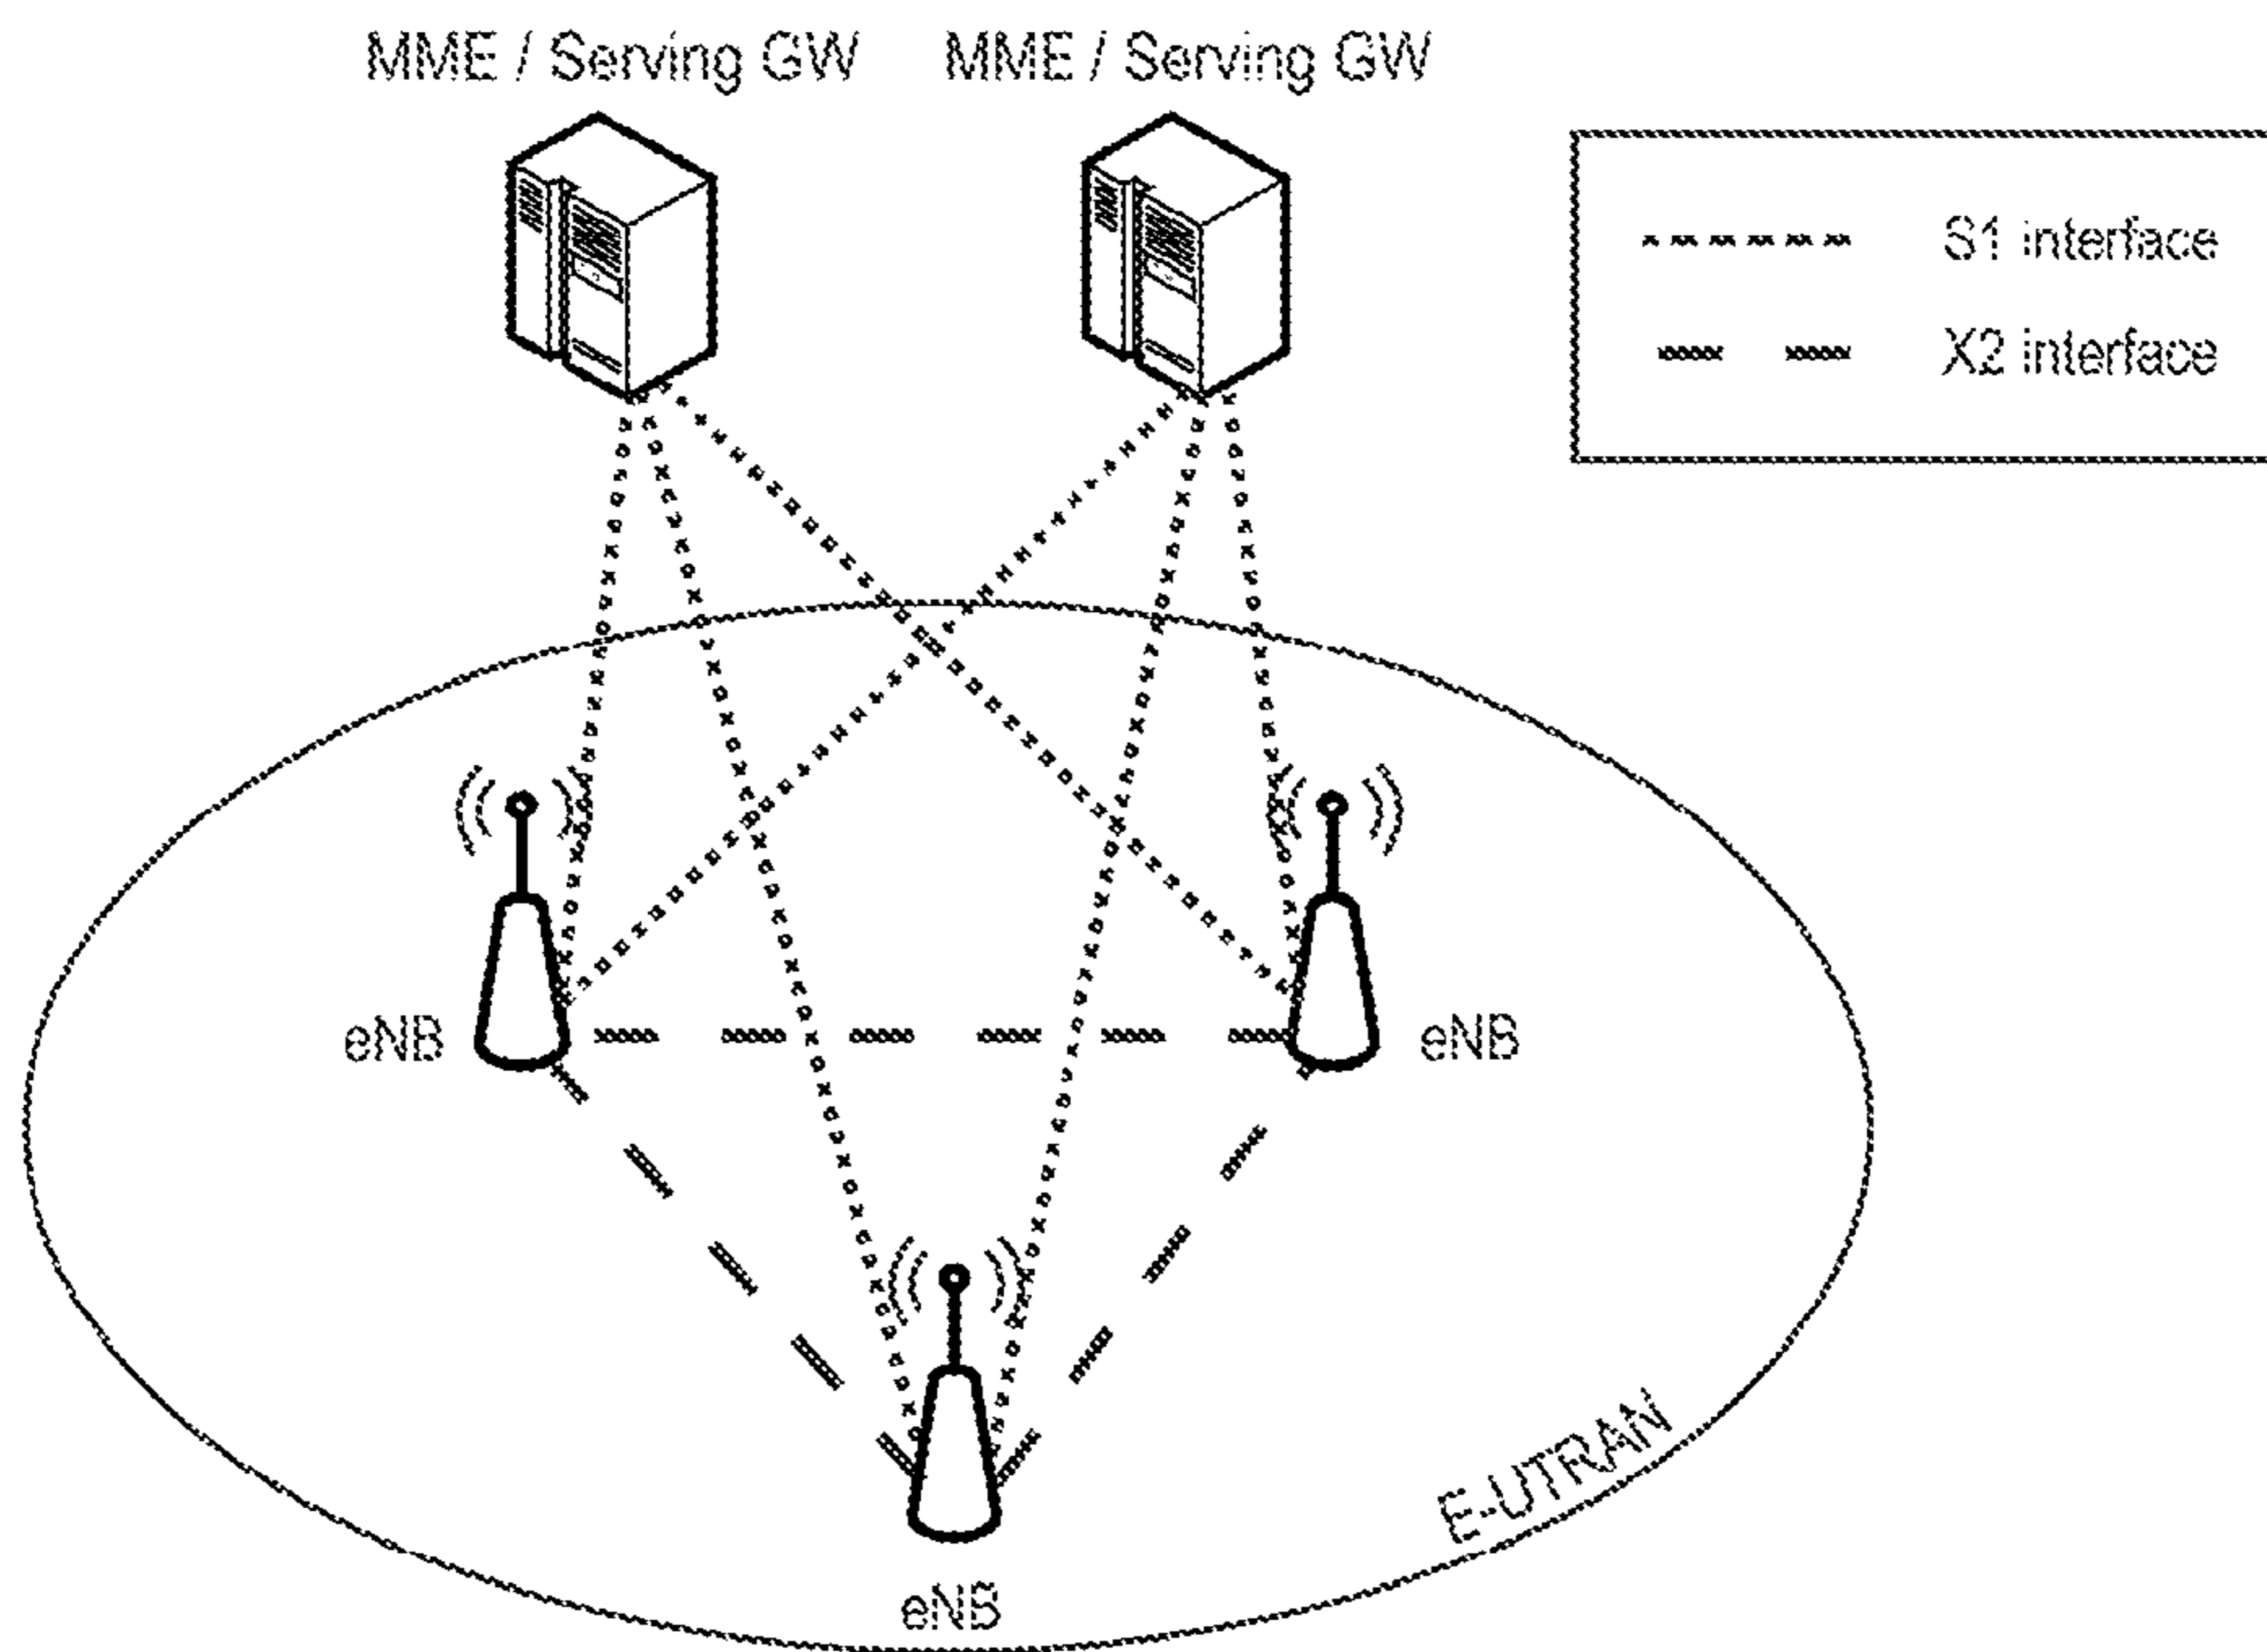 MME / Serving GW
MME / Serving GW
S1 interface
X2 interface
eNB
eNB
E-UTRAN
eNB